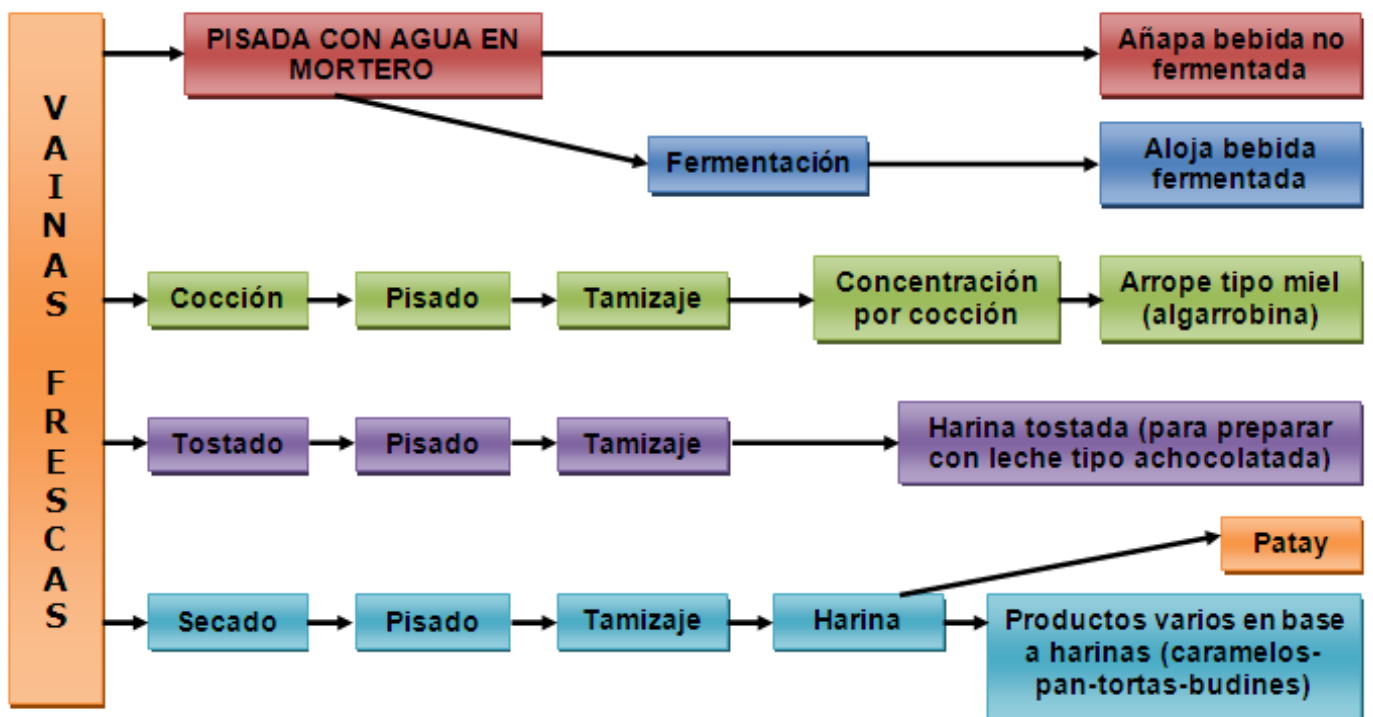 VAINAS FRESCAS
PISADA CON AGUA EN
MORTERO
Añapa bebida no
fermentada
Fermentación
Aloja bebida
fermentada
Cocción
Pisado
Tamizaje
Concentración
por cocción
Arrope tipo miel
(algarrobina)
Tostado
Pisado
Tamizaje
Harina tostada (para preparar
con leche tipo achocolatada)
Patay
Secado
Pisado
Tamizaje
Harina
Productos varios en base
a harinas (caramelos-
pan-tortas-budines)